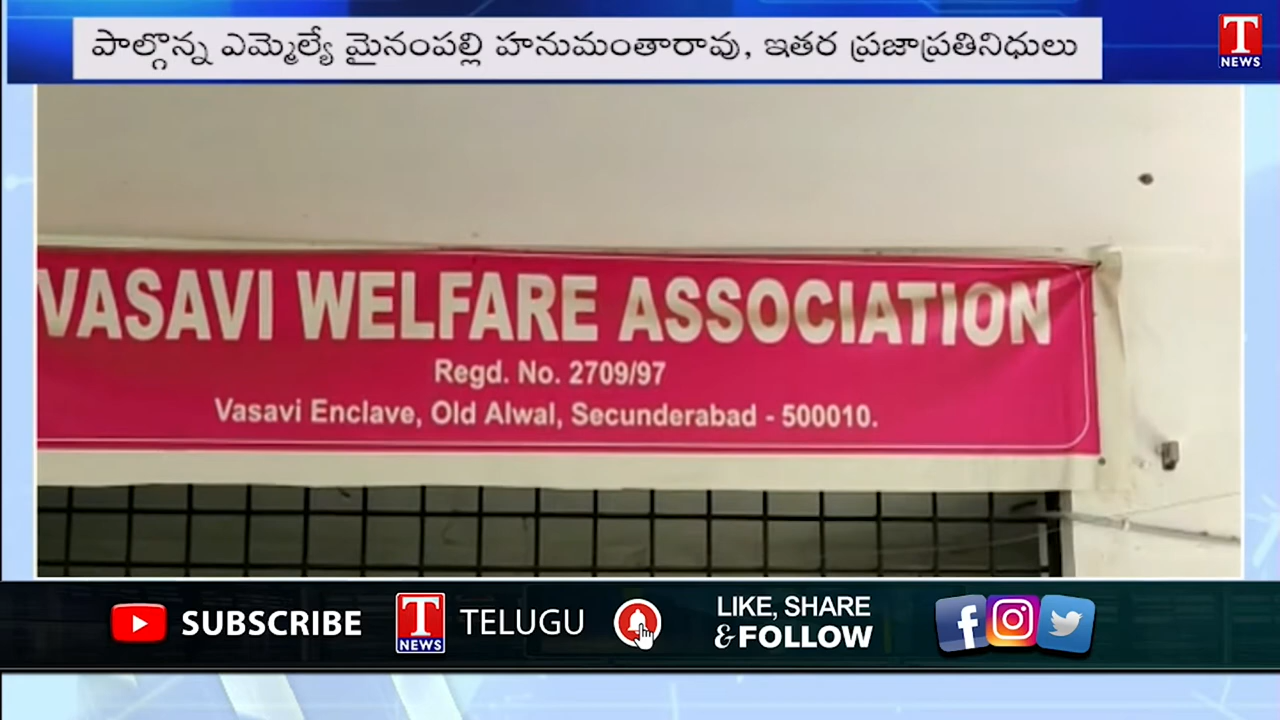 పాల్గొన్న ఎమ్మెల్యే మైనంపల్లి హనుమంతారావు, ఇతర ప్రజాప్రతినిధులు
T
NEWS
VASAVI WELFARE ASSOCIATION
Regd. No. 2709/97
Vasavi Enclave, Old Alwal, Secunderabad - 500010.
SUBSCRIBE
T
NEWS
TELUGU
LIKE, SHARE
& FOLLOW